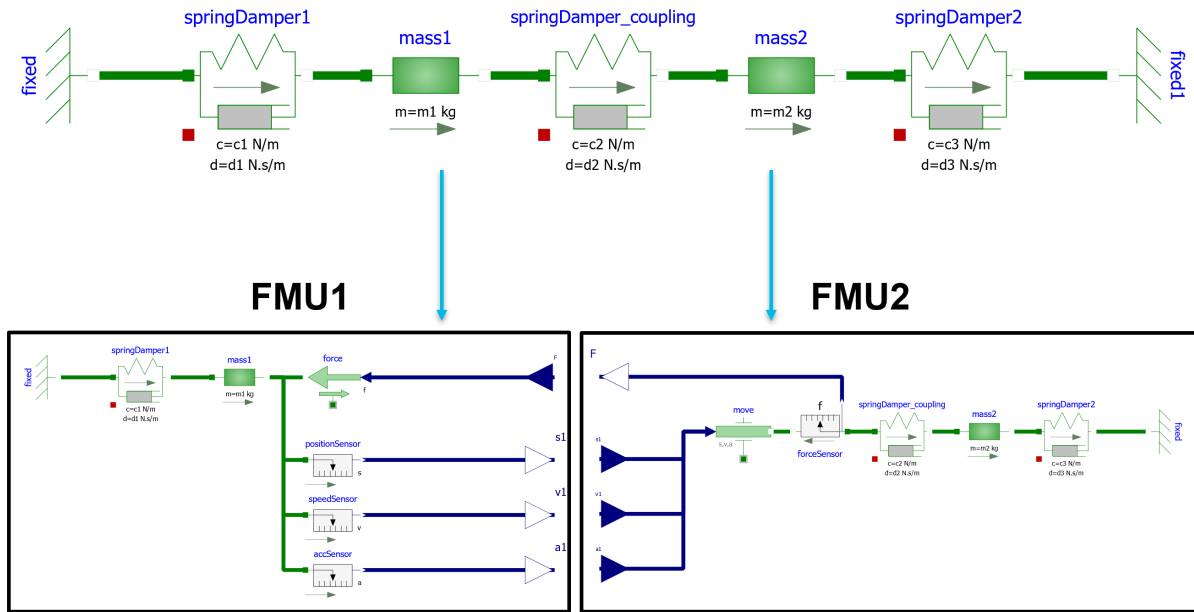 springDamper1
springDamper_coupling
springDamper2
mass1
mass2
fixed
fixed1
m=m1 kg
m=m2 kg
c=c1 N/m
d=d1 N.s/m
c=c2 N/m
d=d2 N.s/m
c=c3 N/m
d=d3 N.s/m
FMU1
FMU2
springDamper1
mass1
force
F
fixed
m=m1 kg
f
c=c1 N/m
d=d1 N.s/m
positionSensor
s
s1
speedSensor
v
v1
accSensor
a
a1
F
move
s,v,a
f
forceSensor
springDamper_coupling
mass2
springDamper2
fixed
m=m2 kg
c=c2 N/m
d=d2 N.s/m
c=c3 N/m
d=d3 N.s/m
s1
v1
a1